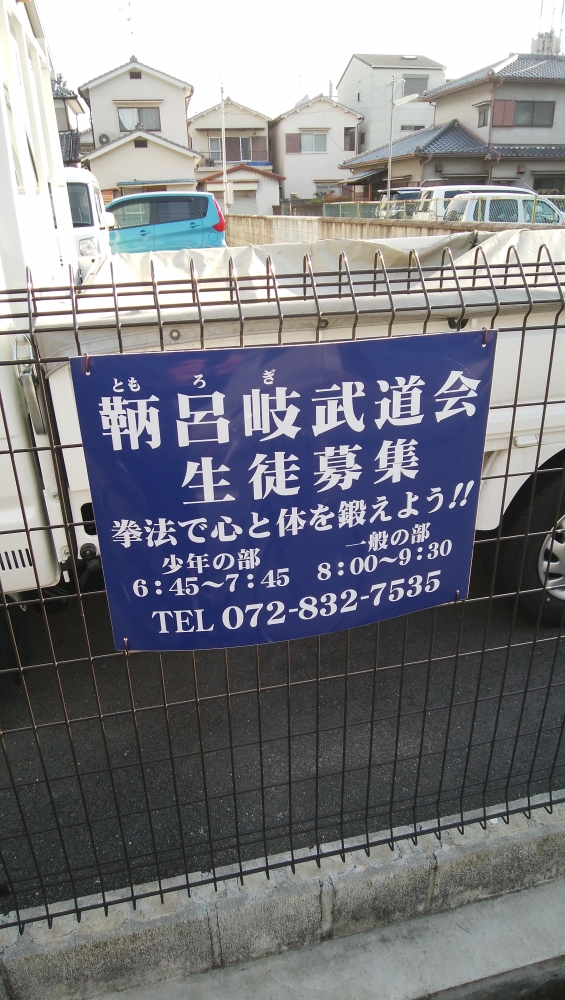 とも ろ ぎ
鞆呂岐武道会
生徒募集
拳法で心と体を鍛えよう!!
少年の部 一般の部
6:45〜7:45 8:00〜9:30
TEL 072-832-7535